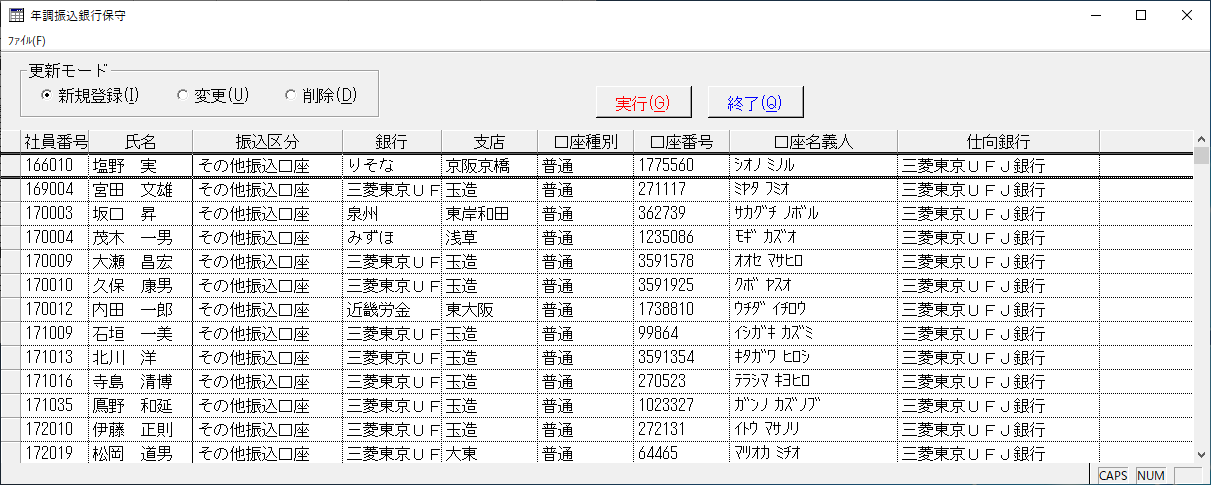 年調振込銀行保守
ﾌｧｲﾙ(F)
更新モード
新規登録(I) 変更(U) 削除(D)
実行(G) 終了(Q)
社員番号 氏名 振込区分 銀行 支店 口座種別 口座番号 口座名義人 仕向銀行
166010 塩野　実 その他振込口座 りそな 京阪京橋 普通 1775560 ｼｵﾉ ﾐﾉﾙ 三菱東京ＵＦＪ銀行
169004 宮田　文雄 その他振込口座 三菱東京ＵＦ 玉造 普通 271117 ﾐﾔﾀ ﾌﾐｵ 三菱東京ＵＦＪ銀行
170003 坂口　昇 その他振込口座 泉州 東岸和田 普通 362739 ｻｶｸﾞﾁ ﾉﾎﾞﾙ 三菱東京ＵＦＪ銀行
170004 茂木　一男 その他振込口座 みずほ 浅草 普通 1235086 ﾓｷﾞ ｶｽﾞｵ 三菱東京ＵＦＪ銀行
170009 大瀬　昌宏 その他振込口座 三菱東京ＵＦ 玉造 普通 3591578 ｵｵｾ ﾏｻﾋﾛ 三菱東京ＵＦＪ銀行
170010 久保　康男 その他振込口座 三菱東京ＵＦ 玉造 普通 3591925 ｸﾎﾞ ﾔｽｵ 三菱東京ＵＦＪ銀行
170012 内田　一郎 その他振込口座 近畿労金 東大阪 普通 1738810 ｳﾁﾀﾞ ｲﾁﾛｳ 三菱東京ＵＦＪ銀行
171009 石垣　一美 その他振込口座 三菱東京ＵＦ 玉造 普通 99864 ｲｼｶﾞｷ ｶｽﾞﾐ 三菱東京ＵＦＪ銀行
171013 北川　洋 その他振込口座 三菱東京ＵＦ 玉造 普通 3591354 ｷﾀｶﾞﾜ ﾋﾛｼ 三菱東京ＵＦＪ銀行
171016 寺島　清博 その他振込口座 三菱東京ＵＦ 玉造 普通 270523 ﾃﾗｼﾏ ｷﾖﾋﾛ 三菱東京ＵＦＪ銀行
171035 鴈野　和延 その他振込口座 三菱東京ＵＦ 玉造 普通 1023327 ｶﾞﾝﾉ ｶｽﾞﾉﾌﾞ 三菱東京ＵＦＪ銀行
172010 伊藤　正則 その他振込口座 三菱東京ＵＦ 玉造 普通 272131 ｲﾄｳ ﾏｻﾉﾘ 三菱東京ＵＦＪ銀行
172019 松岡　道男 その他振込口座 三菱東京ＵＦ 大東 普通 64465 ﾏﾂｵｶ ﾐﾁｵ 三菱東京ＵＦＪ銀行
CAPS NUM